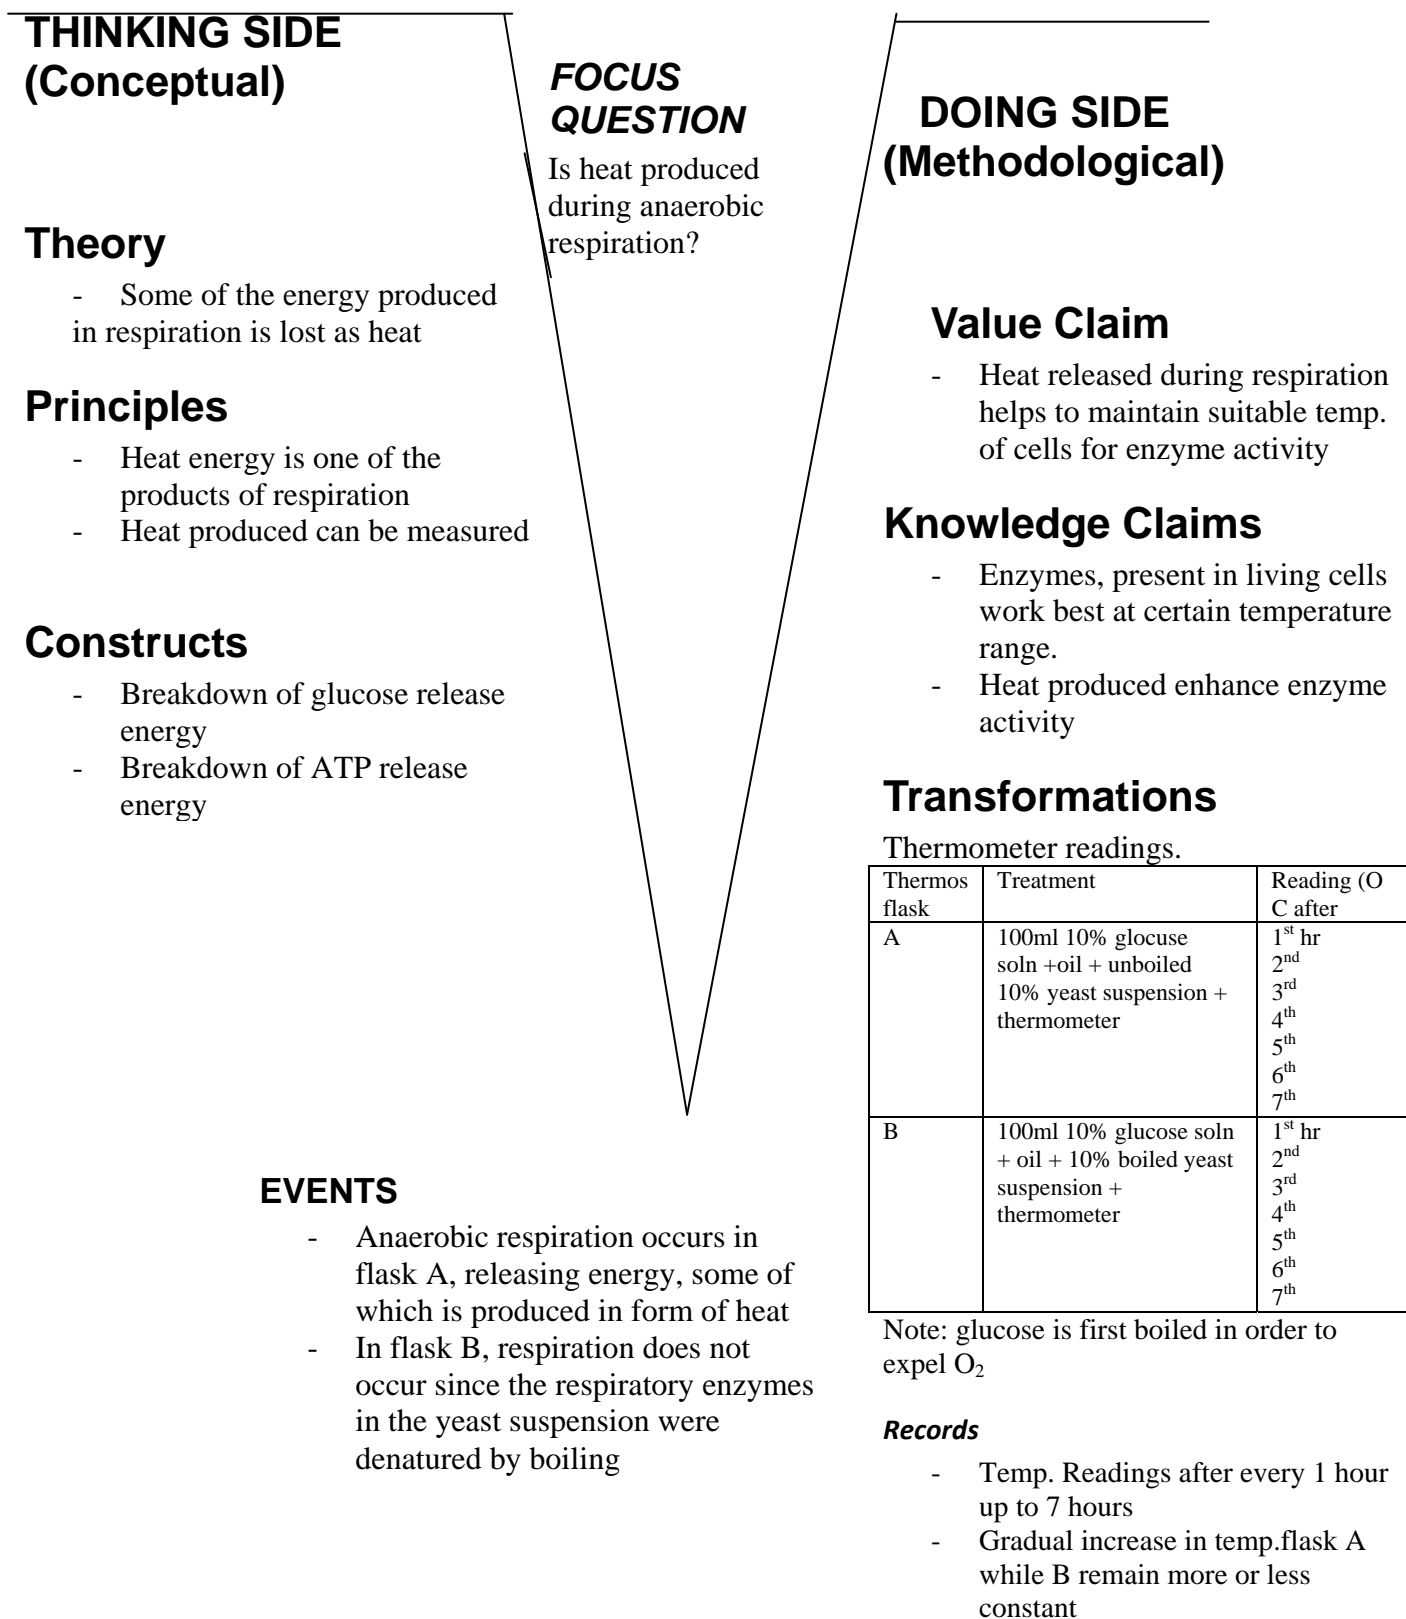 THINKING SIDE
(Conceptual)
Theory
- Some of the energy produced
in respiration is lost as heat
Principles
- Heat energy is one of the
products of respiration
- Heat produced can be measured
Constructs
- Breakdown of glucose release
energy
- Breakdown of ATP release
energy
FOCUS
QUESTION
Is heat produced
during anaerobic
respiration?
DOING SIDE
(Methodological)
Value Claim
- Heat released during respiration
helps to maintain suitable temp.
of cells for enzyme activity
Knowledge Claims
- Enzymes, present in living cells
work best at certain temperature
range.
- Heat produced enhance enzyme
activity
Transformations
Thermometer readings.
Thermos
flask
Treatment
Reading (O
C after
A
100ml 10% glocuse
soln +oil + unboiled
10% yeast suspension +
thermometer
1st hr
2nd
3rd
4th
5th
6th
7th
B
100ml 10% glucose soln
+ oil + 10% boiled yeast
suspension +
thermometer
1st hr
2nd
3rd
4th
5th
6th
7th
Note: glucose is first boiled in order to
expel O2
Records
- Temp. Readings after every 1 hour
up to 7 hours
- Gradual increase in temp.flask A
while B remain more or less
constant
EVENTS
- Anaerobic respiration occurs in
flask A, releasing energy, some of
which is produced in form of heat
- In flask B, respiration does not
occur since the respiratory enzymes
in the yeast suspension were
denatured by boiling